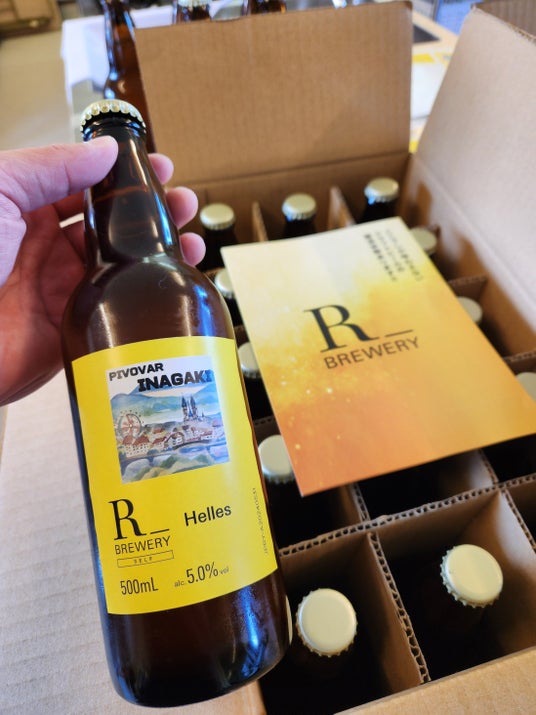 PIVOVAR
INAGAKI
R_
BREWERY
SELF
Helles
500mL
alc. 5.0% vol
R_
BREWERY